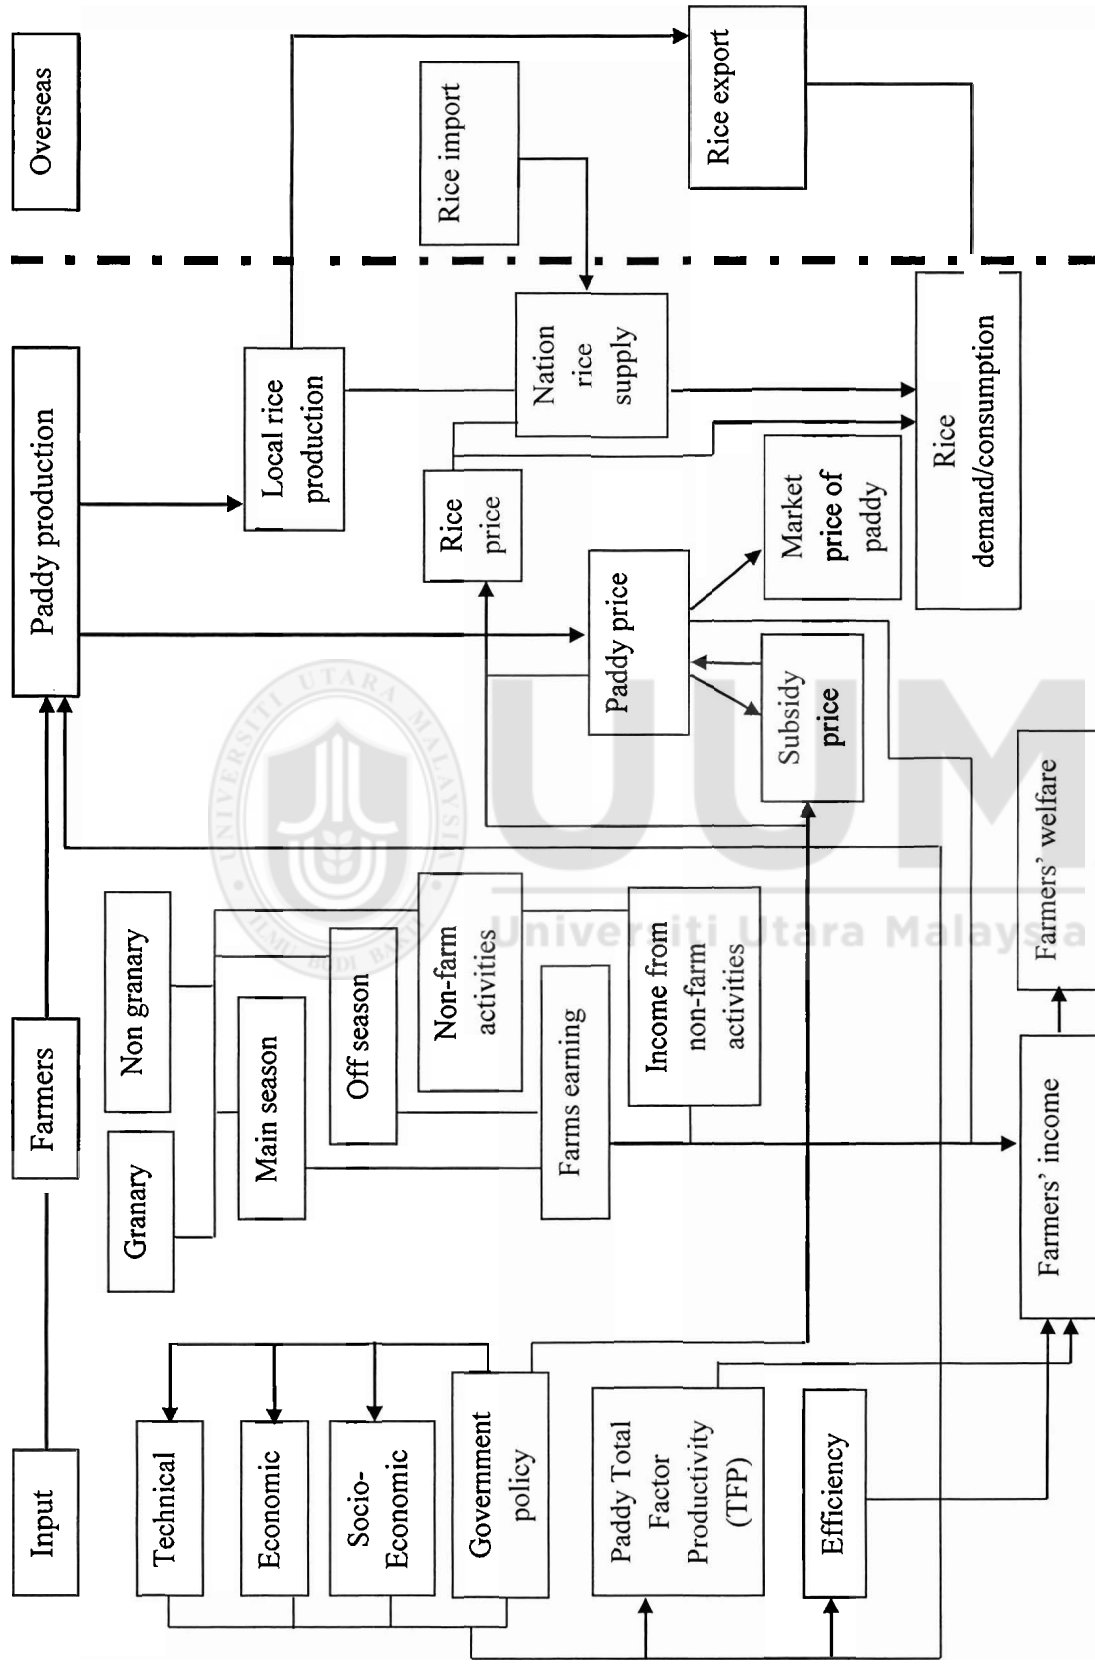 Input
Farmers
Paddy production
Overseas
Technical
Economic
Socio-
Economic
Government
policy
Paddy Total
Factor
Productivity
(TFP)
Efficiency
Granary
Non granary
Main season
Off season
Non-farm
activities
Farms earning
Income from
non-farm
activities
Farmers' income
Farmers' welfare
Local rice
production
Rice
price
Nation
rice
supply
Paddy price
Subsidy
price
Market
price of
paddy
Rice
demand/consumption
Rice import
Rice export
UNIVERSITI UTARA MALAYSIA
ILMU BUDI BAKTI
UUM
Universiti Utara Malaysia